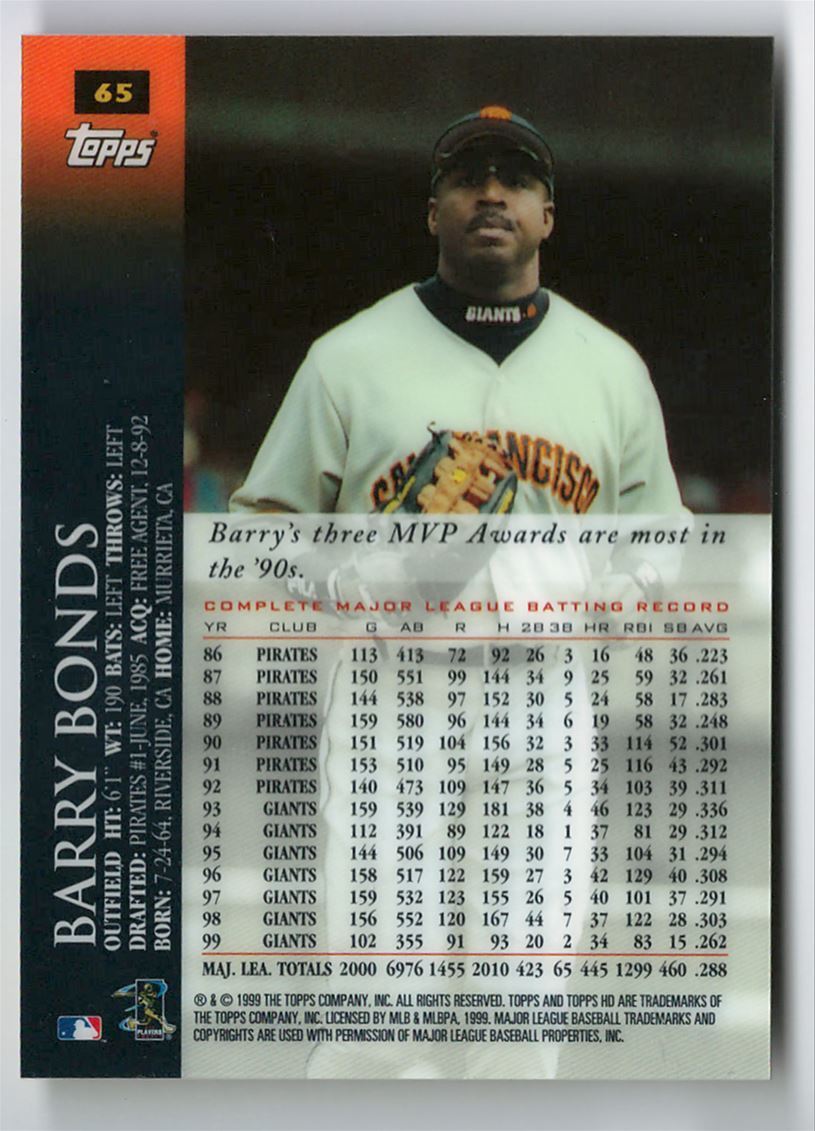 65
Topps
GIANTS
SAN FRANCISCO
BARRY BONDS
OUTFIELD HT: 6'1" WT: 190 BATS: LEFT THROWS: LEFT
DRAFTED: PIRATES #1-JUNE, 1985 ACQ: FREE AGENT, 12-8-92
BORN: 7-24-64, RIVERSIDE, CA HOME: MURRIETA, CA
Barry's three MVP Awards are most in
the '90s.
COMPLETE MAJOR LEAGUE BATTING RECORD
YR CLUB G AB R H 2B 3B HR RBI SB AVG
86 PIRATES 113 413 72 92 26 3 16 48 36 .223
87 PIRATES 150 551 99 144 34 9 25 59 32 .261
88 PIRATES 144 538 97 152 30 5 24 58 17 .283
89 PIRATES 159 580 96 144 34 6 19 58 32 .248
90 PIRATES 151 519 104 156 32 3 33 114 52 .301
91 PIRATES 153 510 95 149 28 5 25 116 43 .292
92 PIRATES 140 473 109 147 36 5 34 103 39 .311
93 GIANTS 159 539 129 181 38 4 46 123 29 .336
94 GIANTS 112 391 89 122 18 1 37 81 29 .312
95 GIANTS 144 506 109 149 30 7 33 104 31 .294
96 GIANTS 158 517 122 159 27 3 42 129 40 .308
97 GIANTS 159 532 123 155 26 5 40 101 37 .291
98 GIANTS 156 552 120 167 44 7 37 122 28 .303
99 GIANTS 102 355 91 93 20 2 34 83 15 .262
MAJ. LEA. TOTALS 2000 6976 1455 2010 423 65 445 1299 460 .288
® & © 1999 THE TOPPS COMPANY, INC. ALL RIGHTS RESERVED. TOPPS AND TOPPS HD ARE TRADEMARKS OF
THE TOPPS COMPANY, INC. LICENSED BY MLB & MLBPA, 1999. MAJOR LEAGUE BASEBALL TRADEMARKS AND
COPYRIGHTS ARE USED WITH PERMISSION OF MAJOR LEAGUE BASEBALL PROPERTIES, INC.
PLAYERS